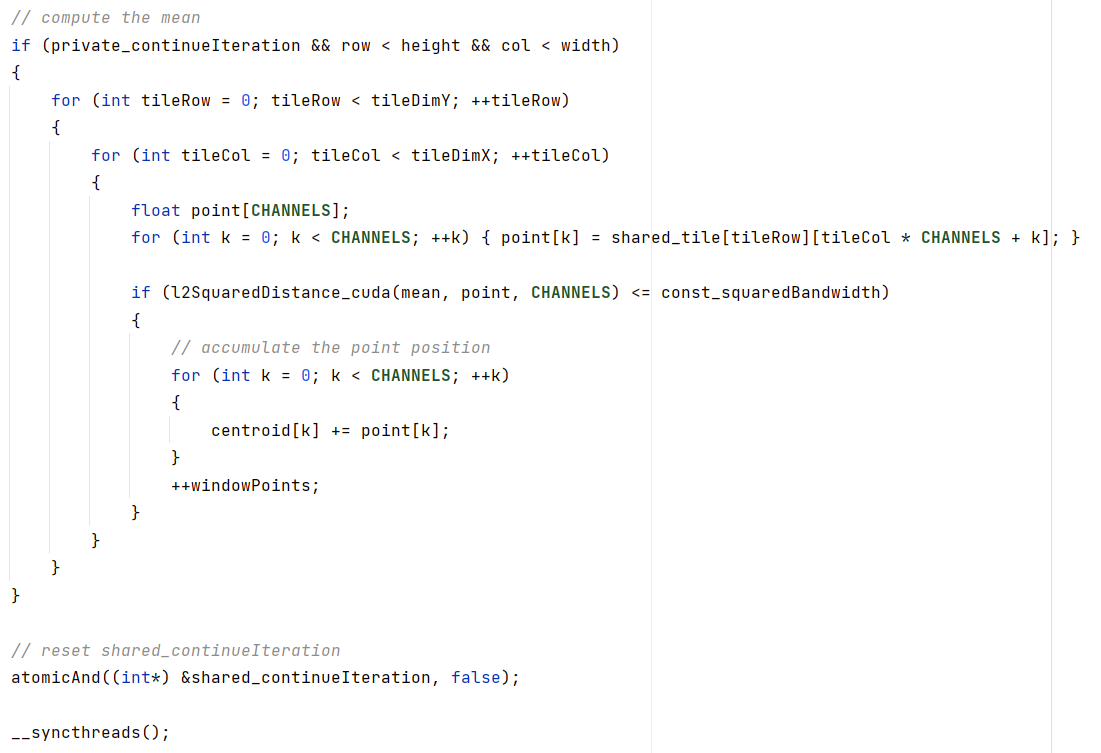 // compute the mean
if (private_continueIteration && row < height && col < width)
{
    for (int tileRow = 0; tileRow < tileDimY; ++tileRow)
    {
        for (int tileCol = 0; tileCol < tileDimX; ++tileCol)
        {
            float point[CHANNELS];
            for (int k = 0; k < CHANNELS; ++k) { point[k] = shared_tile[tileRow][tileCol * CHANNELS + k]; }

            if (l2SquaredDistance_cuda(mean, point, CHANNELS) <= const_squaredBandwidth)
            {
                // accumulate the point position
                for (int k = 0; k < CHANNELS; ++k)
                {
                    centroid[k] += point[k];
                }
                ++windowPoints;
            }
        }
    }
}

// reset shared_continueIteration
atomicAnd((int*) &shared_continueIteration, false);

__syncthreads();